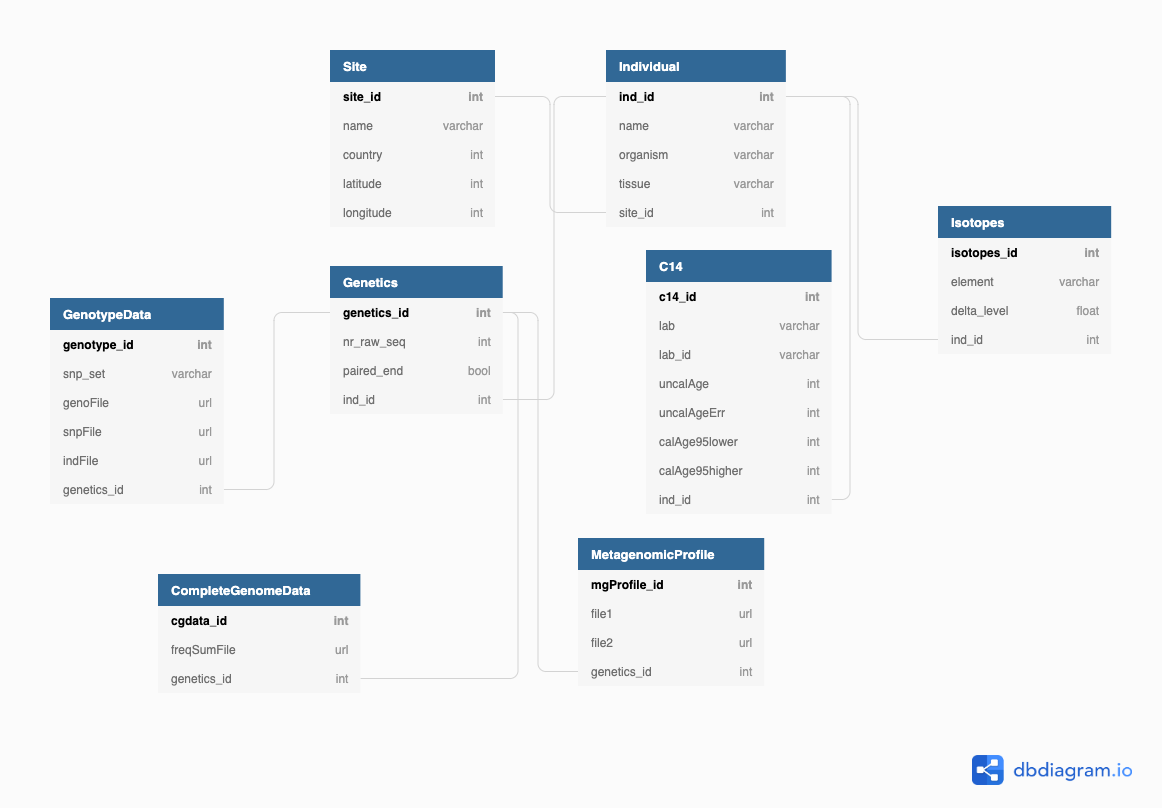 Site
site_id int
name varchar
country int
latitude int
longitude int
Individual
ind_id int
name varchar
organism varchar
tissue varchar
site_id int
Isotopes
isotopes_id int
element varchar
delta_level float
ind_id int
C14
c14_id int
lab varchar
lab_id varchar
uncalAge int
uncalAgeErr int
calAge95lower int
calAge95higher int
ind_id int
Genetics
genetics_id int
nr_raw_seq int
paired_end bool
ind_id int
GenotypeData
genotype_id int
snp_set varchar
genoFile url
snpFile url
indFile url
genetics_id int
CompleteGenomeData
cgdata_id int
freqSumFile url
genetics_id int
MetagenomicProfile
mgProfile_id int
file1 url
file2 url
genetics_id int
dbdiagram.io